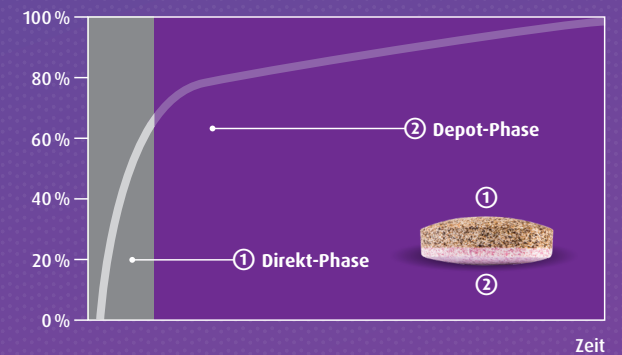 100 %
80 %
60 %
40 %
20 %
0 %
② Depot-Phase
① Direkt-Phase
①
②
Zeit